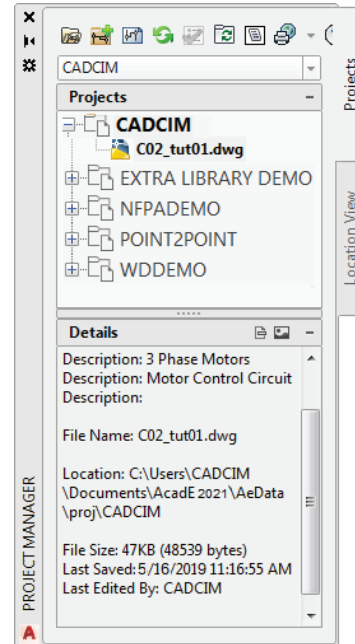 CADCIM
Projects
CADCIM
C02_tut01.dwg
EXTRA LIBRARY DEMO
NFPADEMO
POINT2POINT
WDDEMO
Details
Description: 3 Phase Motors
Description: Motor Control Circuit
Description:
File Name: C02_tut01.dwg
Location: C:\Users\CADCIM
\Documents\AcadE 2021\AeData
\proj\CADCIM
File Size: 47KB (48539 bytes)
Last Saved: 5/16/2019 11:16:55 AM
Last Edited By: CADCIM
PROJECT MANAGER
A
Projects
Location View